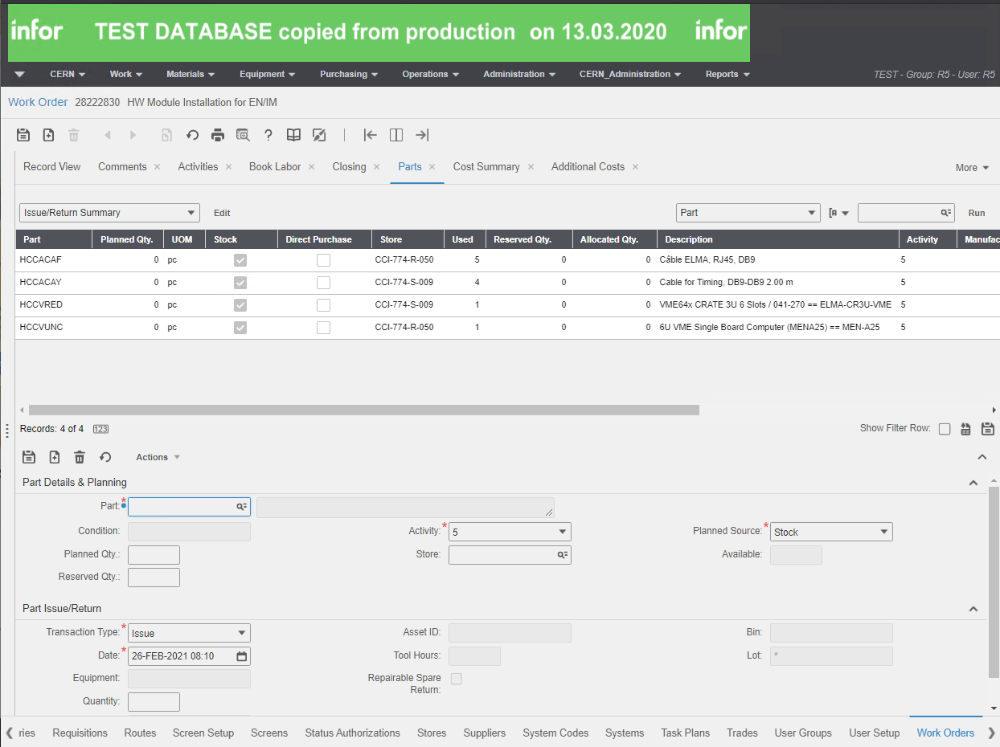 infor TEST DATABASE copied from production on 13.03.2020 infor
CERN Work Materials Equipment Purchasing Operations Administration CERN_Administration Reports TEST - Group: R5 - User: R5
Work Order 28222830 HW Module Installation for EN/IM
Record View Comments Activities Book Labor Closing Parts Cost Summary Additional Costs More
Issue/Return Summary Edit Part Run
Part Planned Qty. UOM Stock Direct Purchase Store Used Reserved Qty. Allocated Qty. Description Activity Manufac
HCCACAF 0 pc CCI-774-R-050 5 0 0 Câble ELMA, RJ45, DB9 5
HCCACAY 0 pc CCI-774-S-009 4 0 0 Cable for Timing, DB9-DB9 2.00 m 5
HCCVRED 0 pc CCI-774-S-009 1 0 0 VME64x CRATE 3U 6 Slots / 041-270 == ELMA-CR3U-VME 5
HCCVUNC 0 pc CCI-774-R-050 1 0 0 6U VME Single Board Computer (MENA25) == MEN-A25 5
Records: 4 of 4 123 Show Filter Row:
Actions
Part Details & Planning
Part:*
Condition: Activity:* 5 Planned Source:* Stock
Planned Qty.: Store: Available:
Reserved Qty.:
Part Issue/Return
Transaction Type:* Issue Asset ID: Bin:
Date:* 26-FEB-2021 08:10 Tool Hours: Lot: *
Equipment: Repairable Spare
Return:
Quantity:
ries Requisitions Routes Screen Setup Screens Status Authorizations Stores Suppliers System Codes Systems Task Plans Trades User Groups User Setup Work Orders